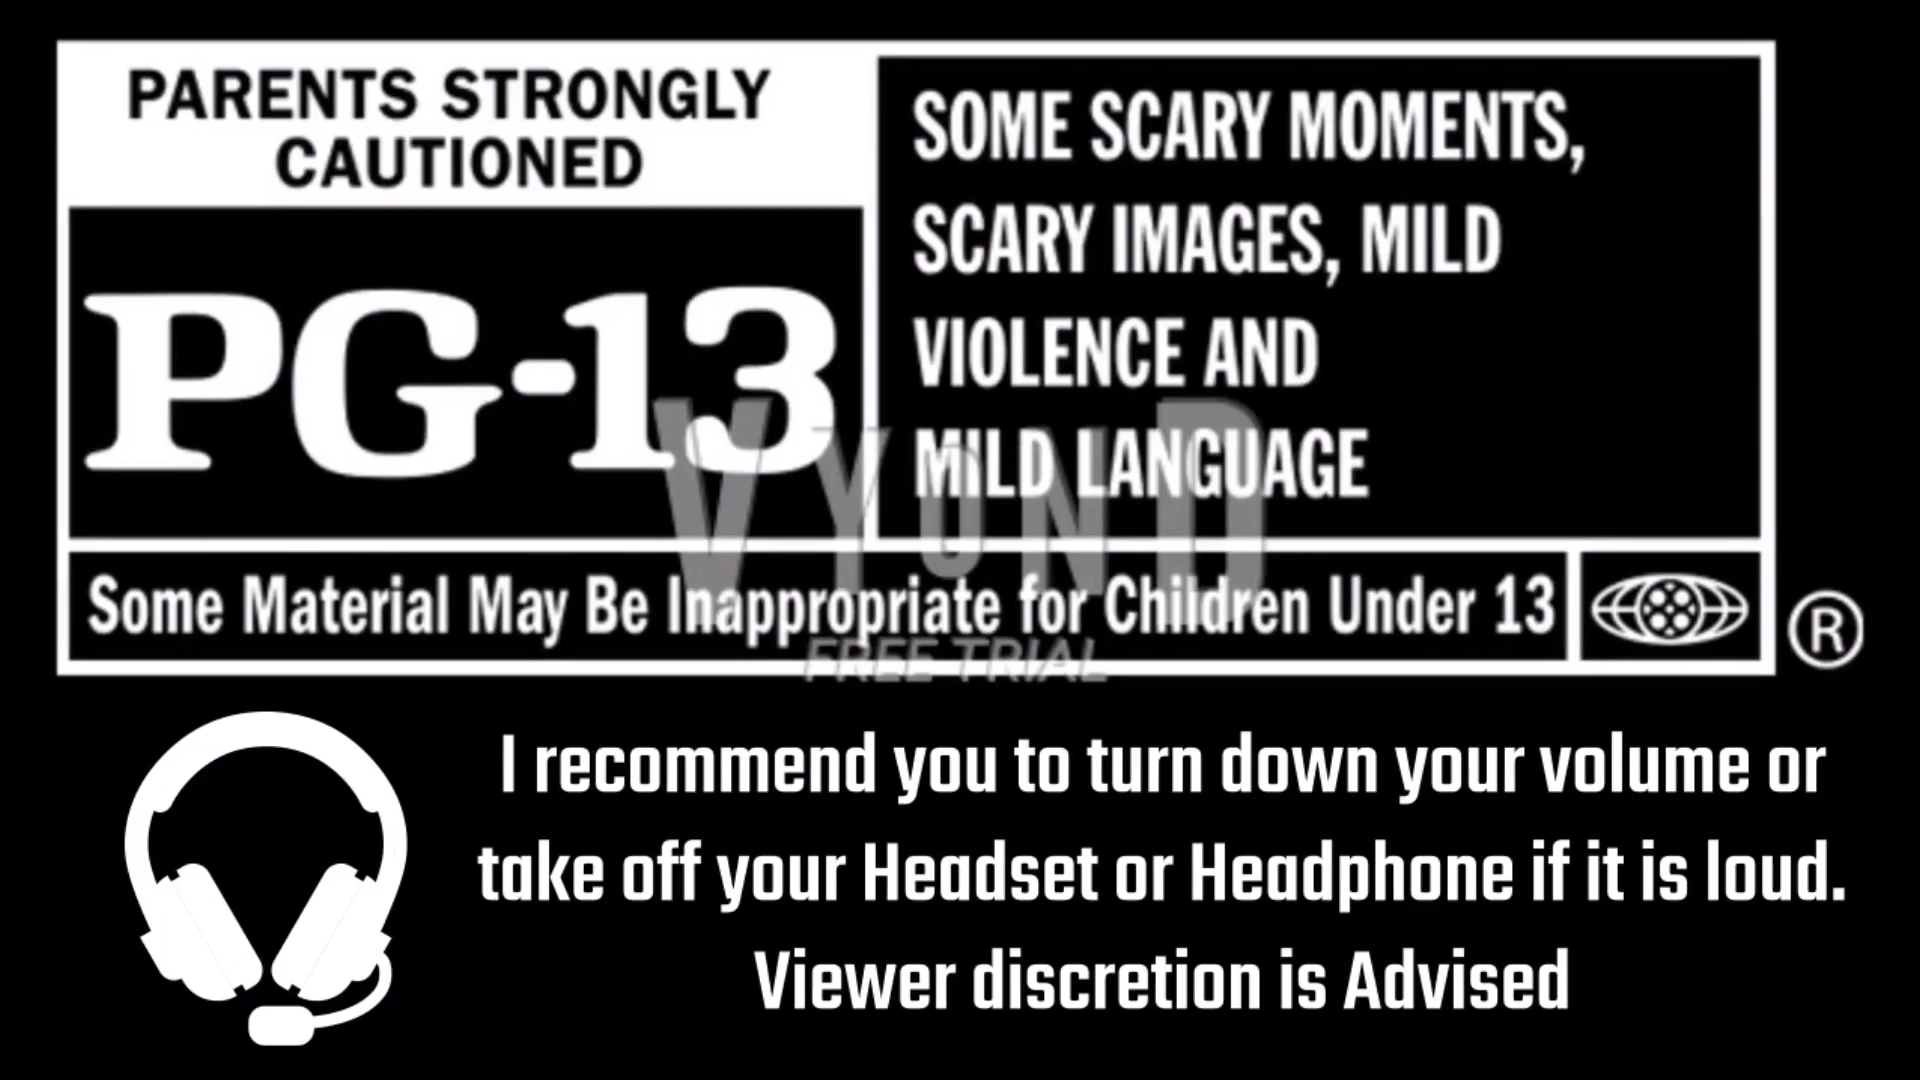 PARENTS STRONGLY
CAUTIONED
PG-13
SOME SCARY MOMENTS,
SCARY IMAGES, MILD
VIOLENCE AND
MILD LANGUAGE
Some Material May Be Inappropriate for Children Under 13
®
VYOND
FREE TRIAL
I recommend you to turn down your volume or
take off your Headset or Headphone if it is loud.
Viewer discretion is Advised